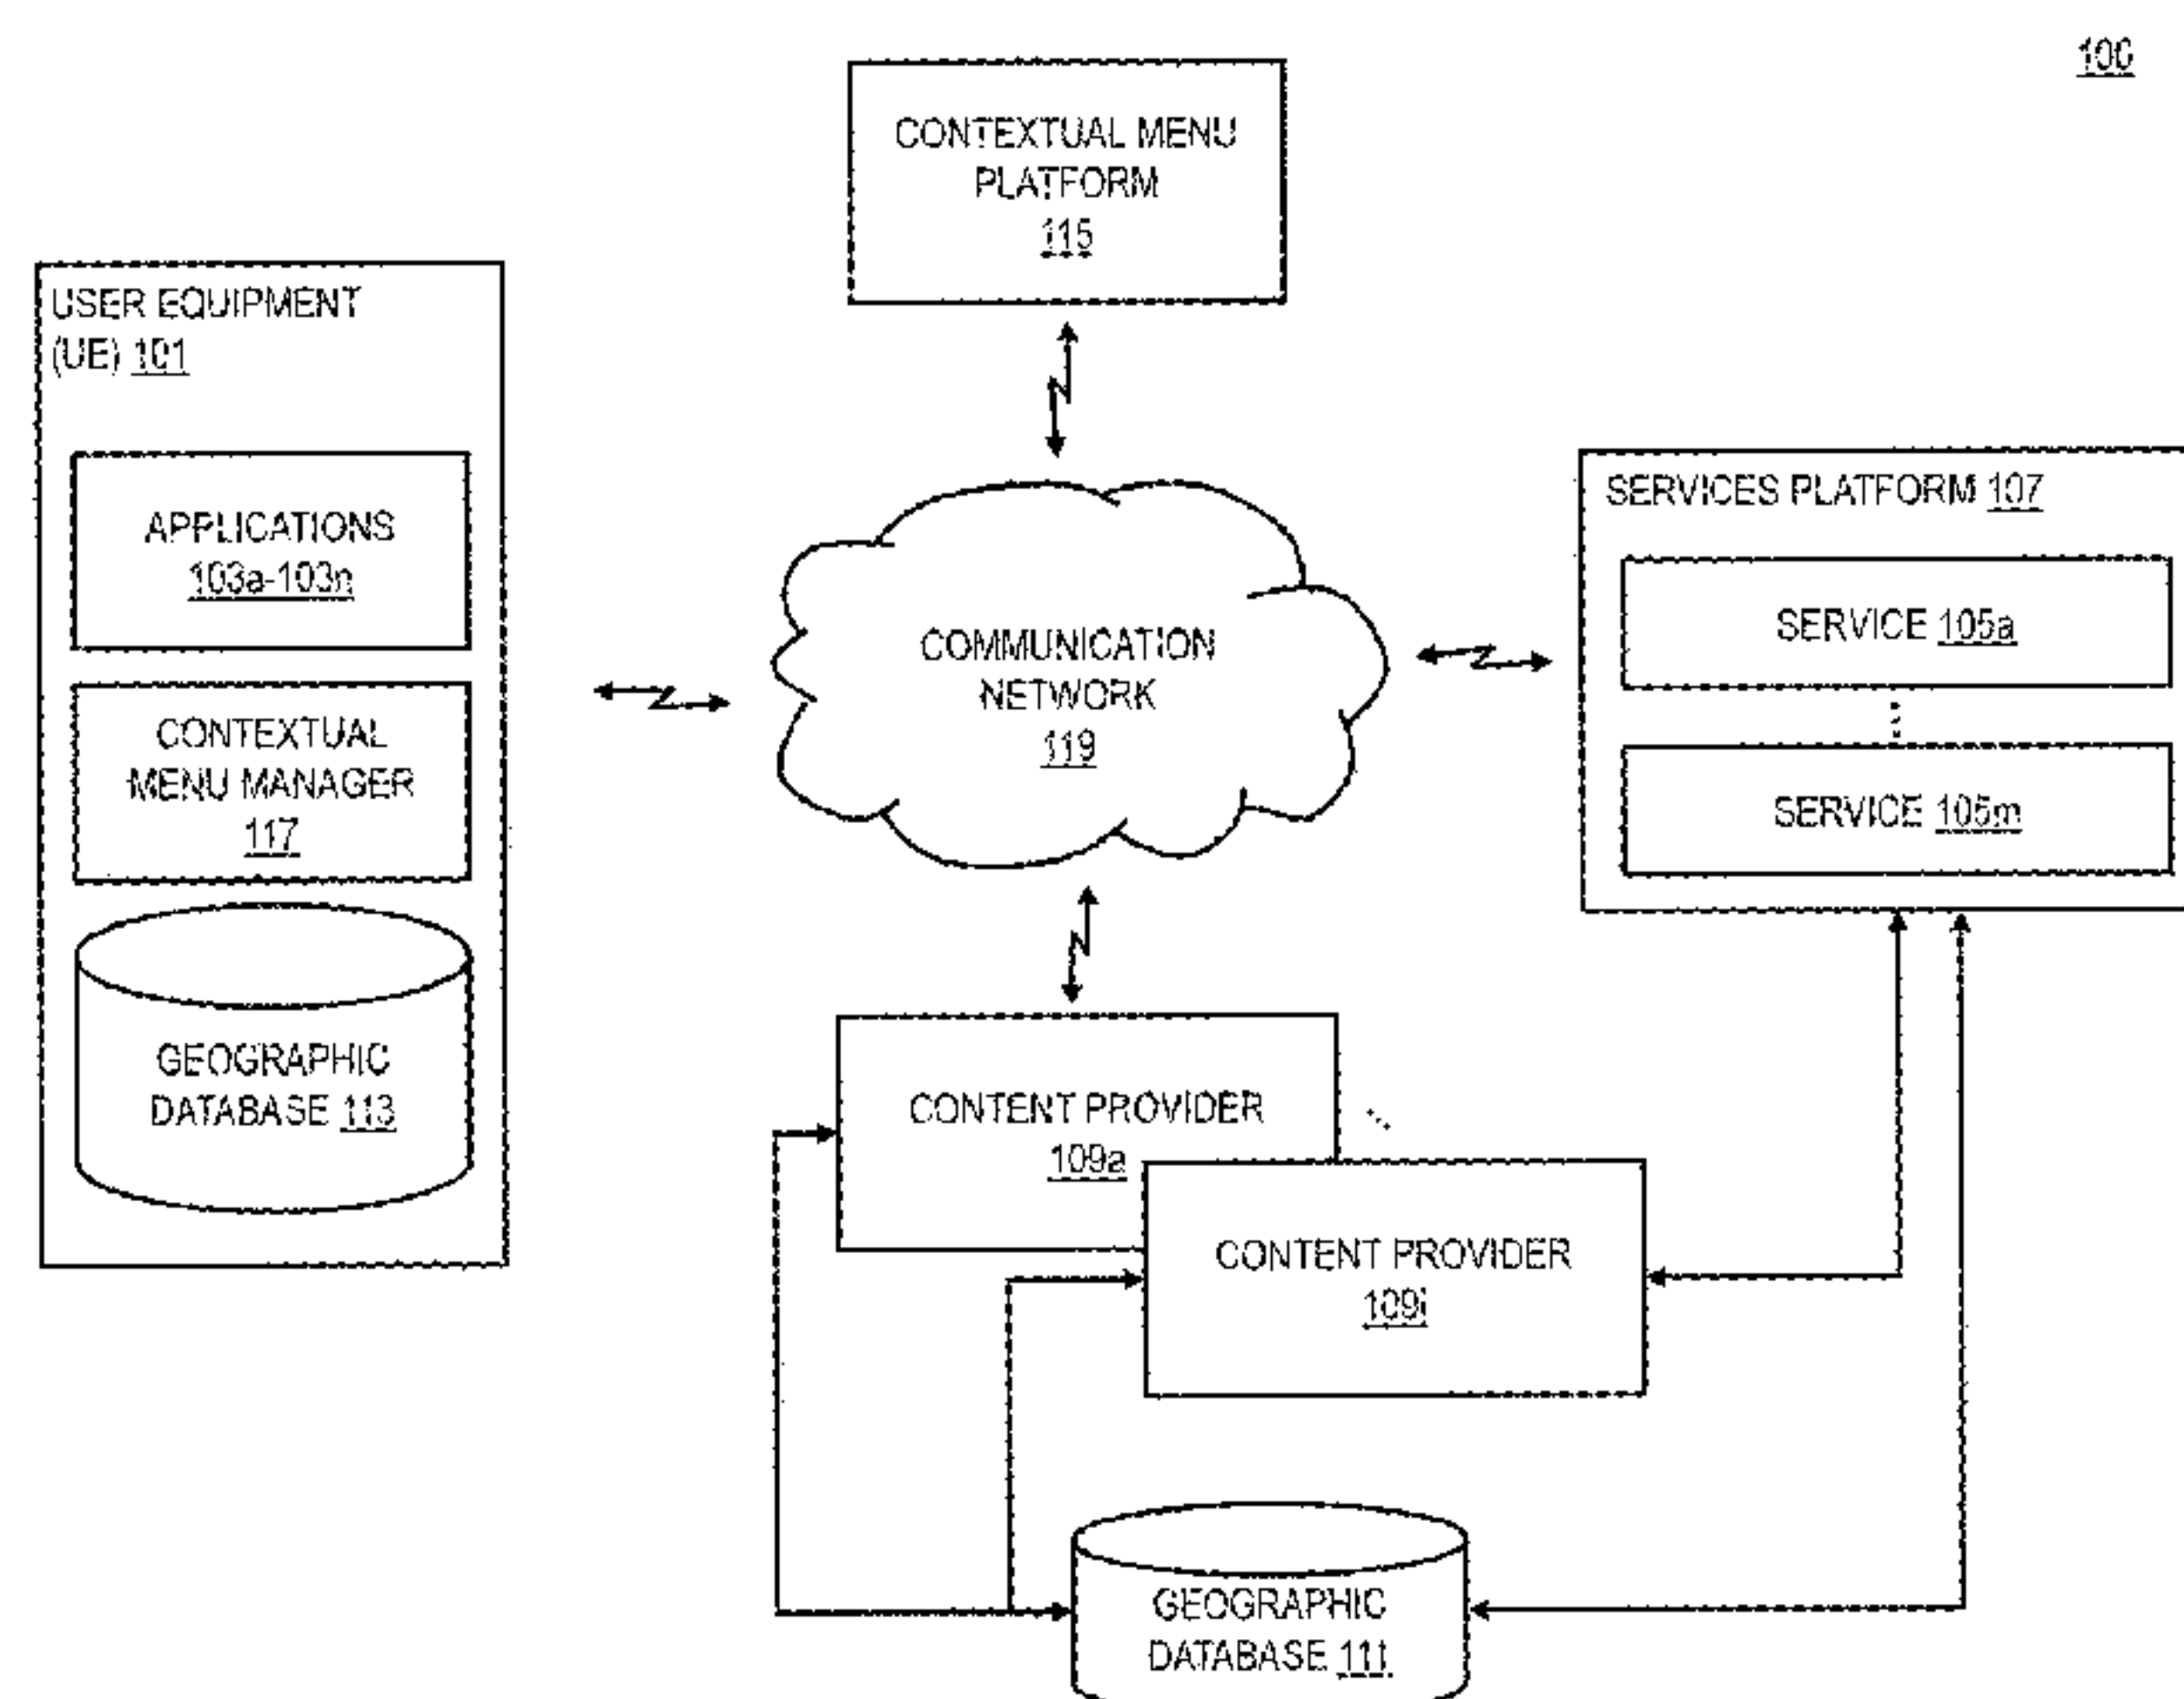 100
CONTEXTUAL MENU
PLATFORM
115
USER EQUIPMENT
(UE) 101
APPLICATIONS
103a-103n
CONTEXTUAL
MENU MANAGER
117
GEOGRAPHIC
DATABASE 113
COMMUNICATION
NETWORK
119
SERVICES PLATFORM 107
SERVICE 105a
SERVICE 105m
CONTENT PROVIDER
109a
CONTENT PROVIDER
109i
GEOGRAPHIC
DATABASE 111